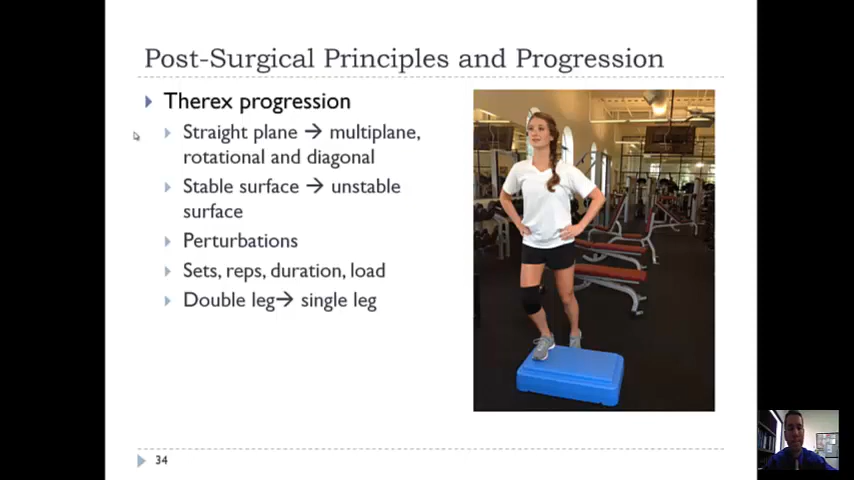 Post-Surgical Principles and Progression
Therex progression
Straight plane → multiplane,
rotational and diagonal
Stable surface → unstable
surface
Perturbations
Sets, reps, duration, load
Double leg→ single leg
34